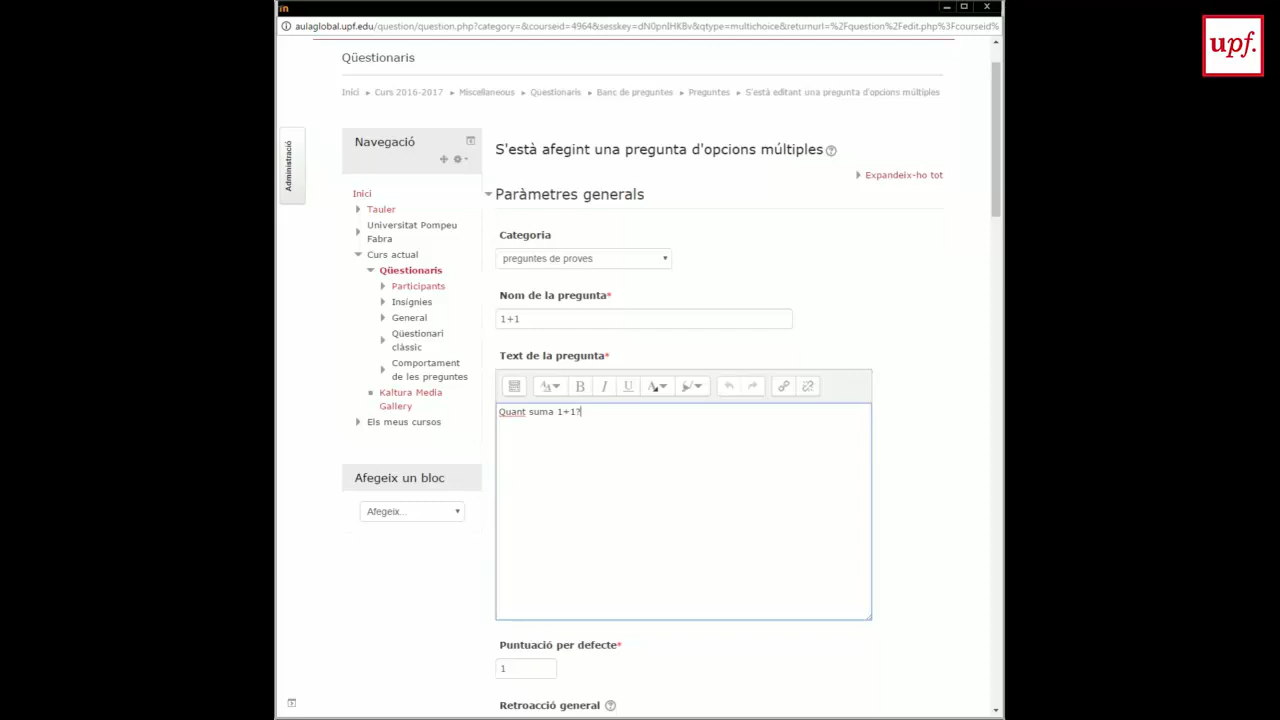 in
aulaglobal.upf.edu/question/question.php?category=&courseid=4964&sesskey=dN0pnIHKBv&qtype=multichoice&returnurl=%2Fquestion%2Fedit.php%3Fcourseid%
upf.
Qüestionaris
Inici ▸ Curs 2016-2017 ▸ Miscellaneous ▸ Qüestionaris ▸ Banc de preguntes ▸ Preguntes ▸ S'està editant una pregunta d'opcions múltiples
Administració
Navegació
Inici
Tauler
Universitat Pompeu
Fabra
Curs actual
Qüestionaris
Participants
Insígnies
General
Qüestionari
clàssic
Comportament
de les preguntes
Kaltura Media
Gallery
Els meus cursos
Afegeix un bloc
Afegeix...
S'està afegint una pregunta d'opcions múltiples
Expandeix-ho tot
Paràmetres generals
Categoria
preguntes de proves
Nom de la pregunta*
1+1
Text de la pregunta*
B I U
Quant suma 1+1?
Puntuació per defecte*
1
Retroacció general